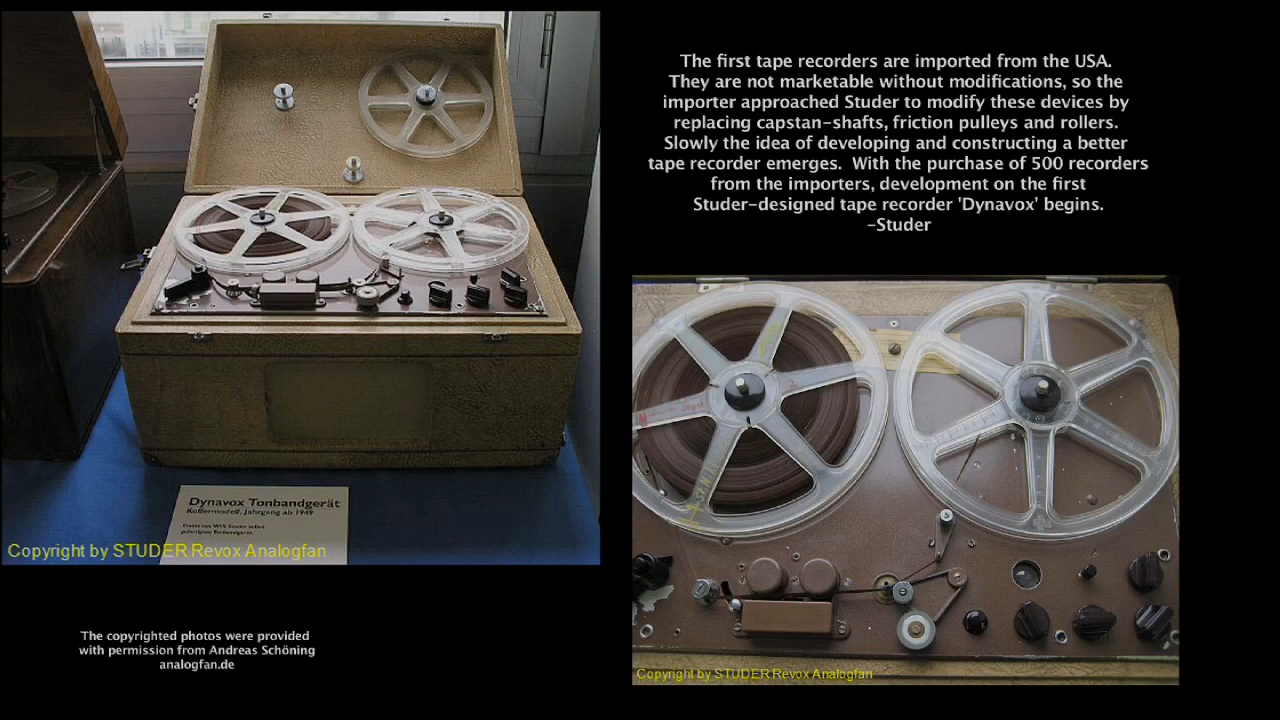 The first tape recorders are imported from the USA.
They are not marketable without modifications, so the
importer approached Studer to modify these devices by
replacing capstan-shafts, friction pulleys and rollers.
Slowly the idea of developing and constructing a better
tape recorder emerges. With the purchase of 500 recorders
from the importers, development on the first
Studer-designed tape recorder 'Dynavox' begins.
-Studer
Dynavox Tonbandgerät
Koffermodell, Jahrgang ab 1949
Copyright by STUDER Revox Analogfan
Copyright by STUDER Revox Analogfan
The copyrighted photos were provided
with permission from Andreas Schöning
analogfan.de